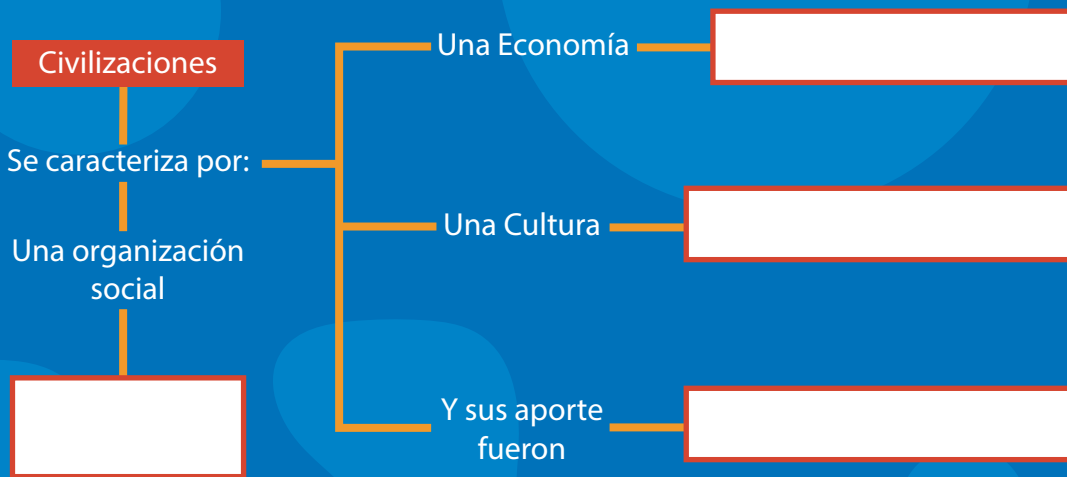 Civilizaciones
Se caracteriza por:
Una organización
social
Una Economía
Una Cultura
Y sus aporte
fueron